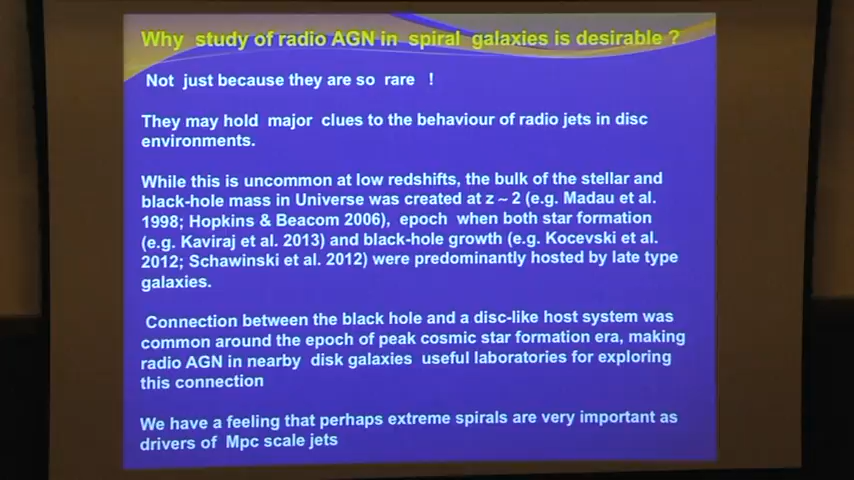 Why study of radio AGN in spiral galaxies is desirable ?
Not just because they are so rare !
They may hold major clues to the behaviour of radio jets in disc
environments.
While this is uncommon at low redshifts, the bulk of the stellar and
black-hole mass in Universe was created at z ~ 2 (e.g. Madau et al.
1998; Hopkins & Beacom 2006), epoch when both star formation
(e.g. Kaviraj et al. 2013) and black-hole growth (e.g. Kocevski et al.
2012; Schawinski et al. 2012) were predominantly hosted by late type
galaxies.
Connection between the black hole and a disc-like host system was
common around the epoch of peak cosmic star formation era, making
radio AGN in nearby disk galaxies useful laboratories for exploring
this connection
We have a feeling that perhaps extreme spirals are very important as
drivers of Mpc scale jets